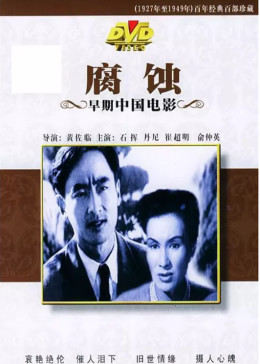 (1927年至1949年)百年经典百部珍藏
DVD
VIDEO
腐蚀
早期中国电影
导演:黄佐临 主演:石挥 丹尼 崔超明 俞仲英
哀艳绝伦 催人泪下 旧世情缘 摄人心魄